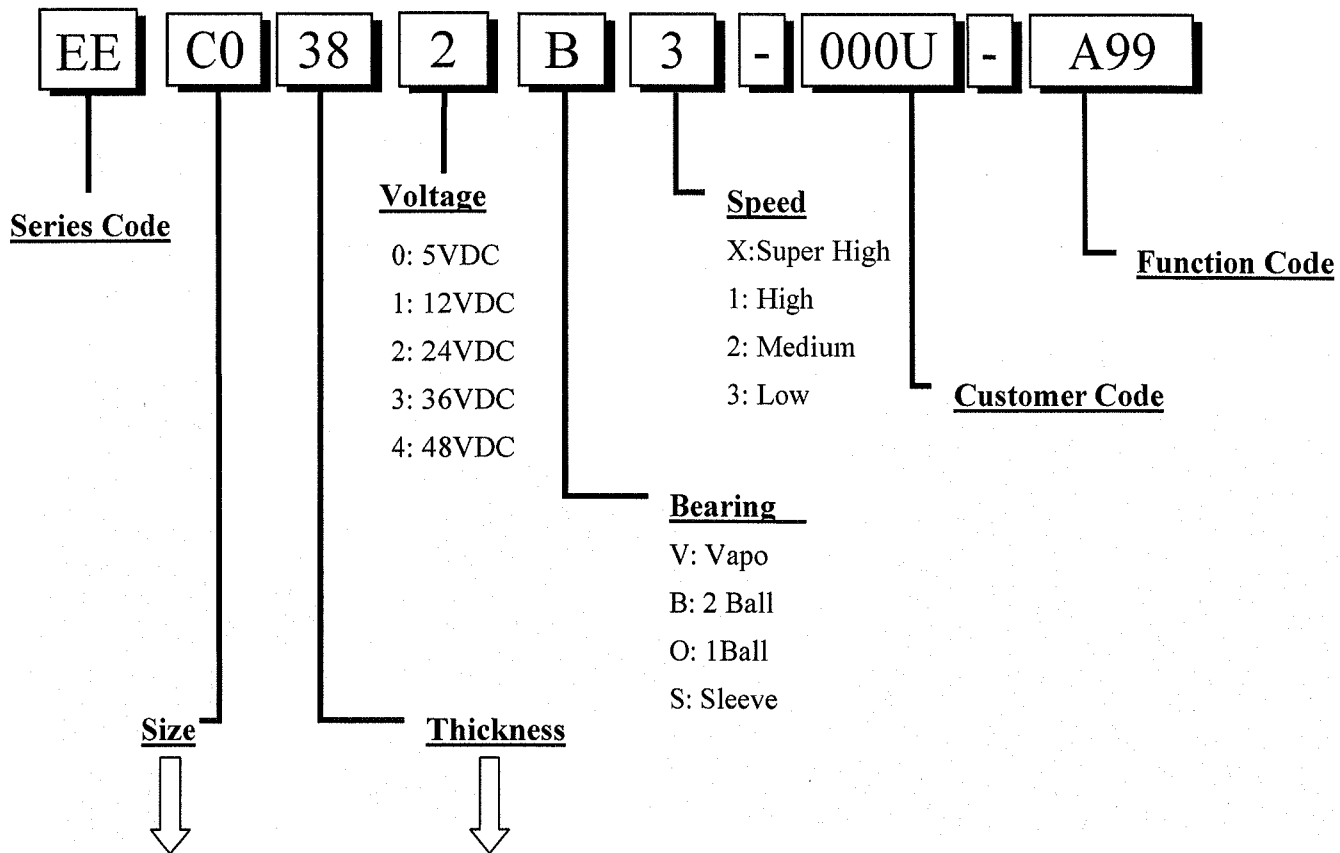 EE C0 38 2 B 3 - 000U - A99
Series Code
Voltage
0: 5VDC
1: 12VDC
2: 24VDC
3: 36VDC
4: 48VDC
Speed
X:Super High
1: High
2: Medium
3: Low
Function Code
Customer Code
Bearing
V: Vapo
B: 2 Ball
O: 1Ball
S: Sleeve
Size
Thickness